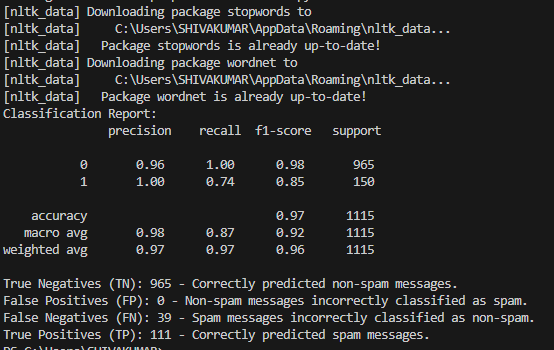 [nltk_data] Downloading package stopwords to
[nltk_data]     C:\Users\SHIVAKUMAR\AppData\Roaming\nltk_data...
[nltk_data]   Package stopwords is already up-to-date!
[nltk_data] Downloading package wordnet to
[nltk_data]     C:\Users\SHIVAKUMAR\AppData\Roaming\nltk_data...
[nltk_data]   Package wordnet is already up-to-date!
Classification Report:
              precision    recall  f1-score   support

           0       0.96      1.00      0.98       965
           1       1.00      0.74      0.85       150

    accuracy                           0.97      1115
   macro avg       0.98      0.87      0.92      1115
weighted avg       0.97      0.97      0.96      1115

True Negatives (TN): 965 - Correctly predicted non-spam messages.
False Positives (FP): 0 - Non-spam messages incorrectly classified as spam.
False Negatives (FN): 39 - Spam messages incorrectly classified as non-spam.
True Positives (TP): 111 - Correctly predicted spam messages.
PS C:\Users\SHIVAKUMAR>